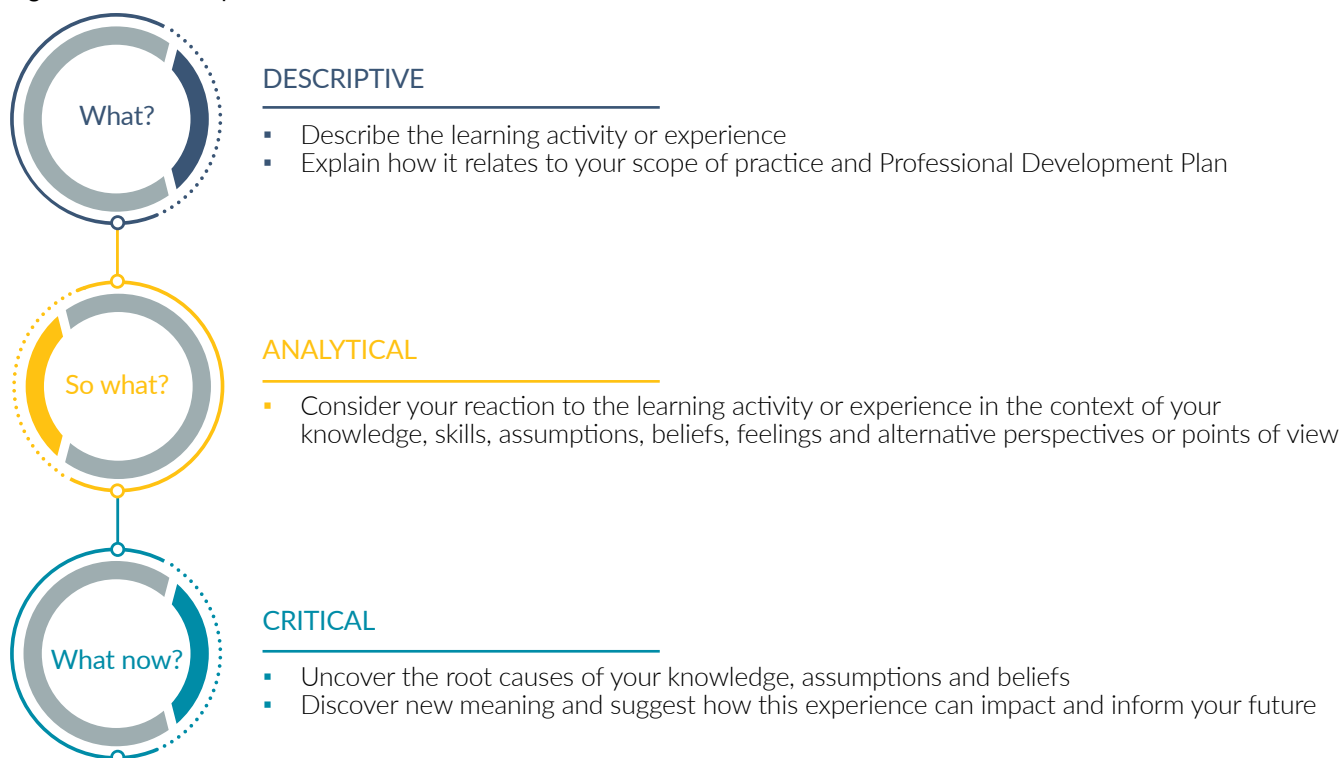 What?
DESCRIPTIVE
▪ Describe the learning activity or experience
▪ Explain how it relates to your scope of practice and Professional Development Plan
So what?
ANALYTICAL
▪ Consider your reaction to the learning activity or experience in the context of your
knowledge, skills, assumptions, beliefs, feelings and alternative perspectives or points of view
What now?
CRITICAL
▪ Uncover the root causes of your knowledge, assumptions and beliefs
▪ Discover new meaning and suggest how this experience can impact and inform your future